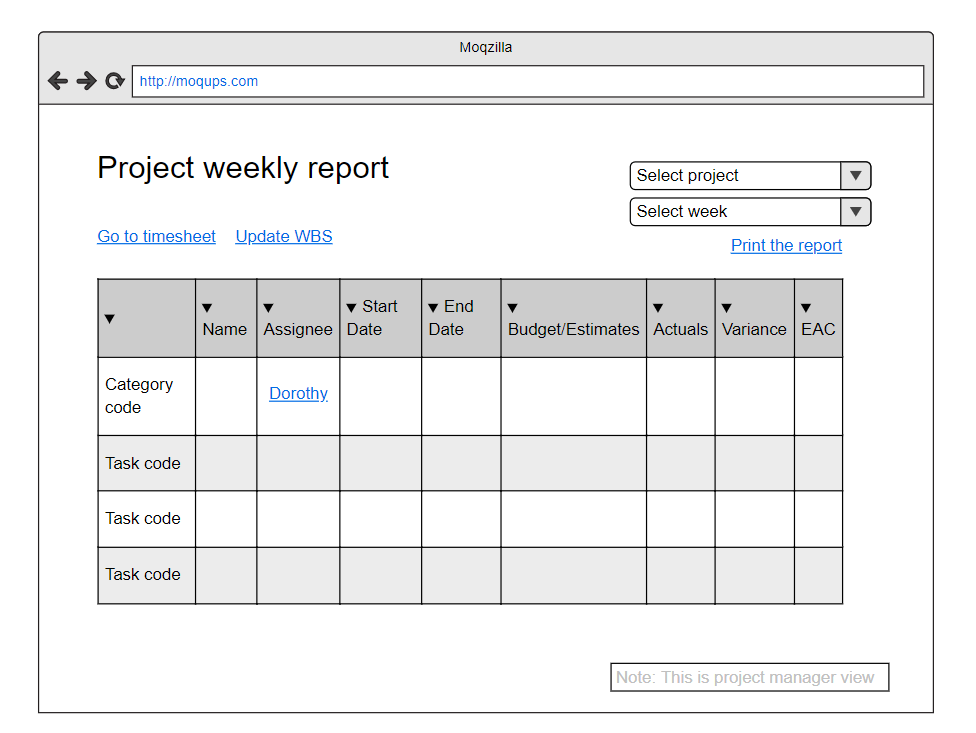 Moqzilla
http://moqups.com
Project weekly report
Select project ▼
Select week ▼
Go to timesheet Update WBS
Print the report
▼
▼ Name
▼ Assignee
▼ Start
Date
▼ End
Date
▼ Budget/Estimates
▼ Actuals
▼ Variance
▼ EAC
Category
code
Dorothy
Task code
Task code
Task code
Note: This is project manager view